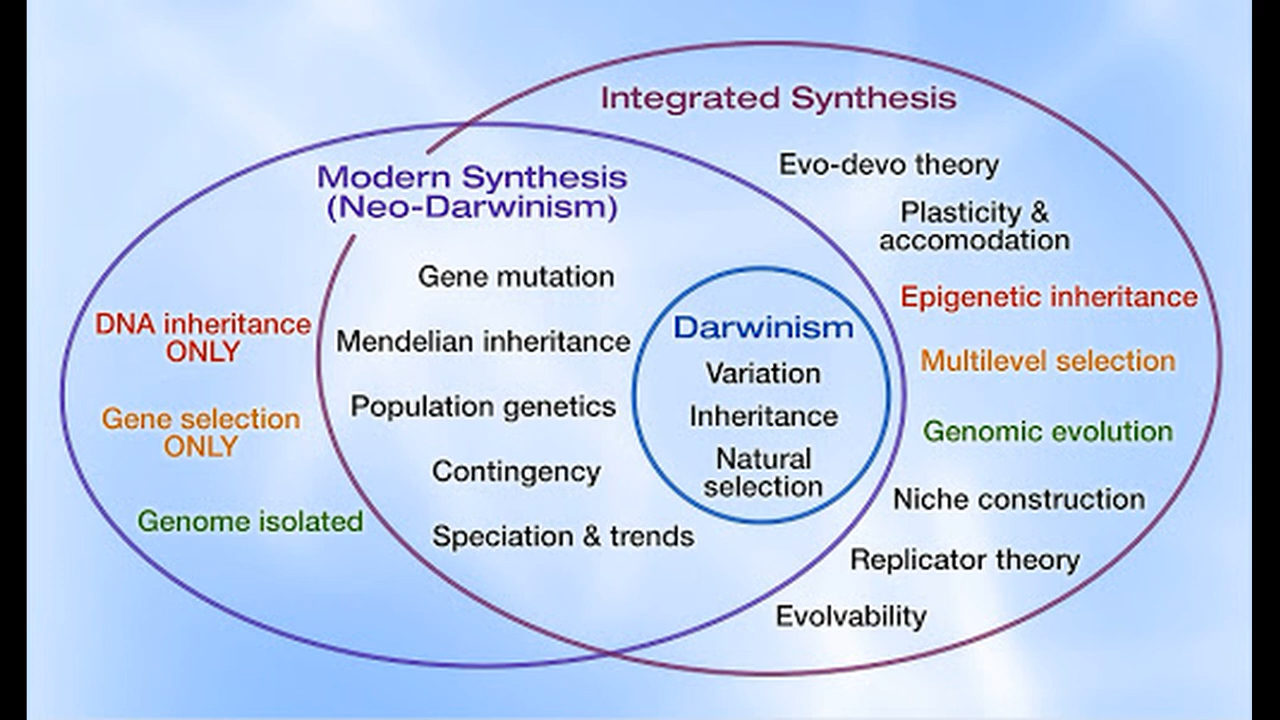 Integrated Synthesis
Modern Synthesis
(Neo-Darwinism)
DNA inheritance
ONLY
Gene selection
ONLY
Genome isolated
Gene mutation
Mendelian inheritance
Population genetics
Contingency
Speciation & trends
Darwinism
Variation
Inheritance
Natural
selection
Evo-devo theory
Plasticity &
accomodation
Epigenetic inheritance
Multilevel selection
Genomic evolution
Niche construction
Replicator theory
Evolvability